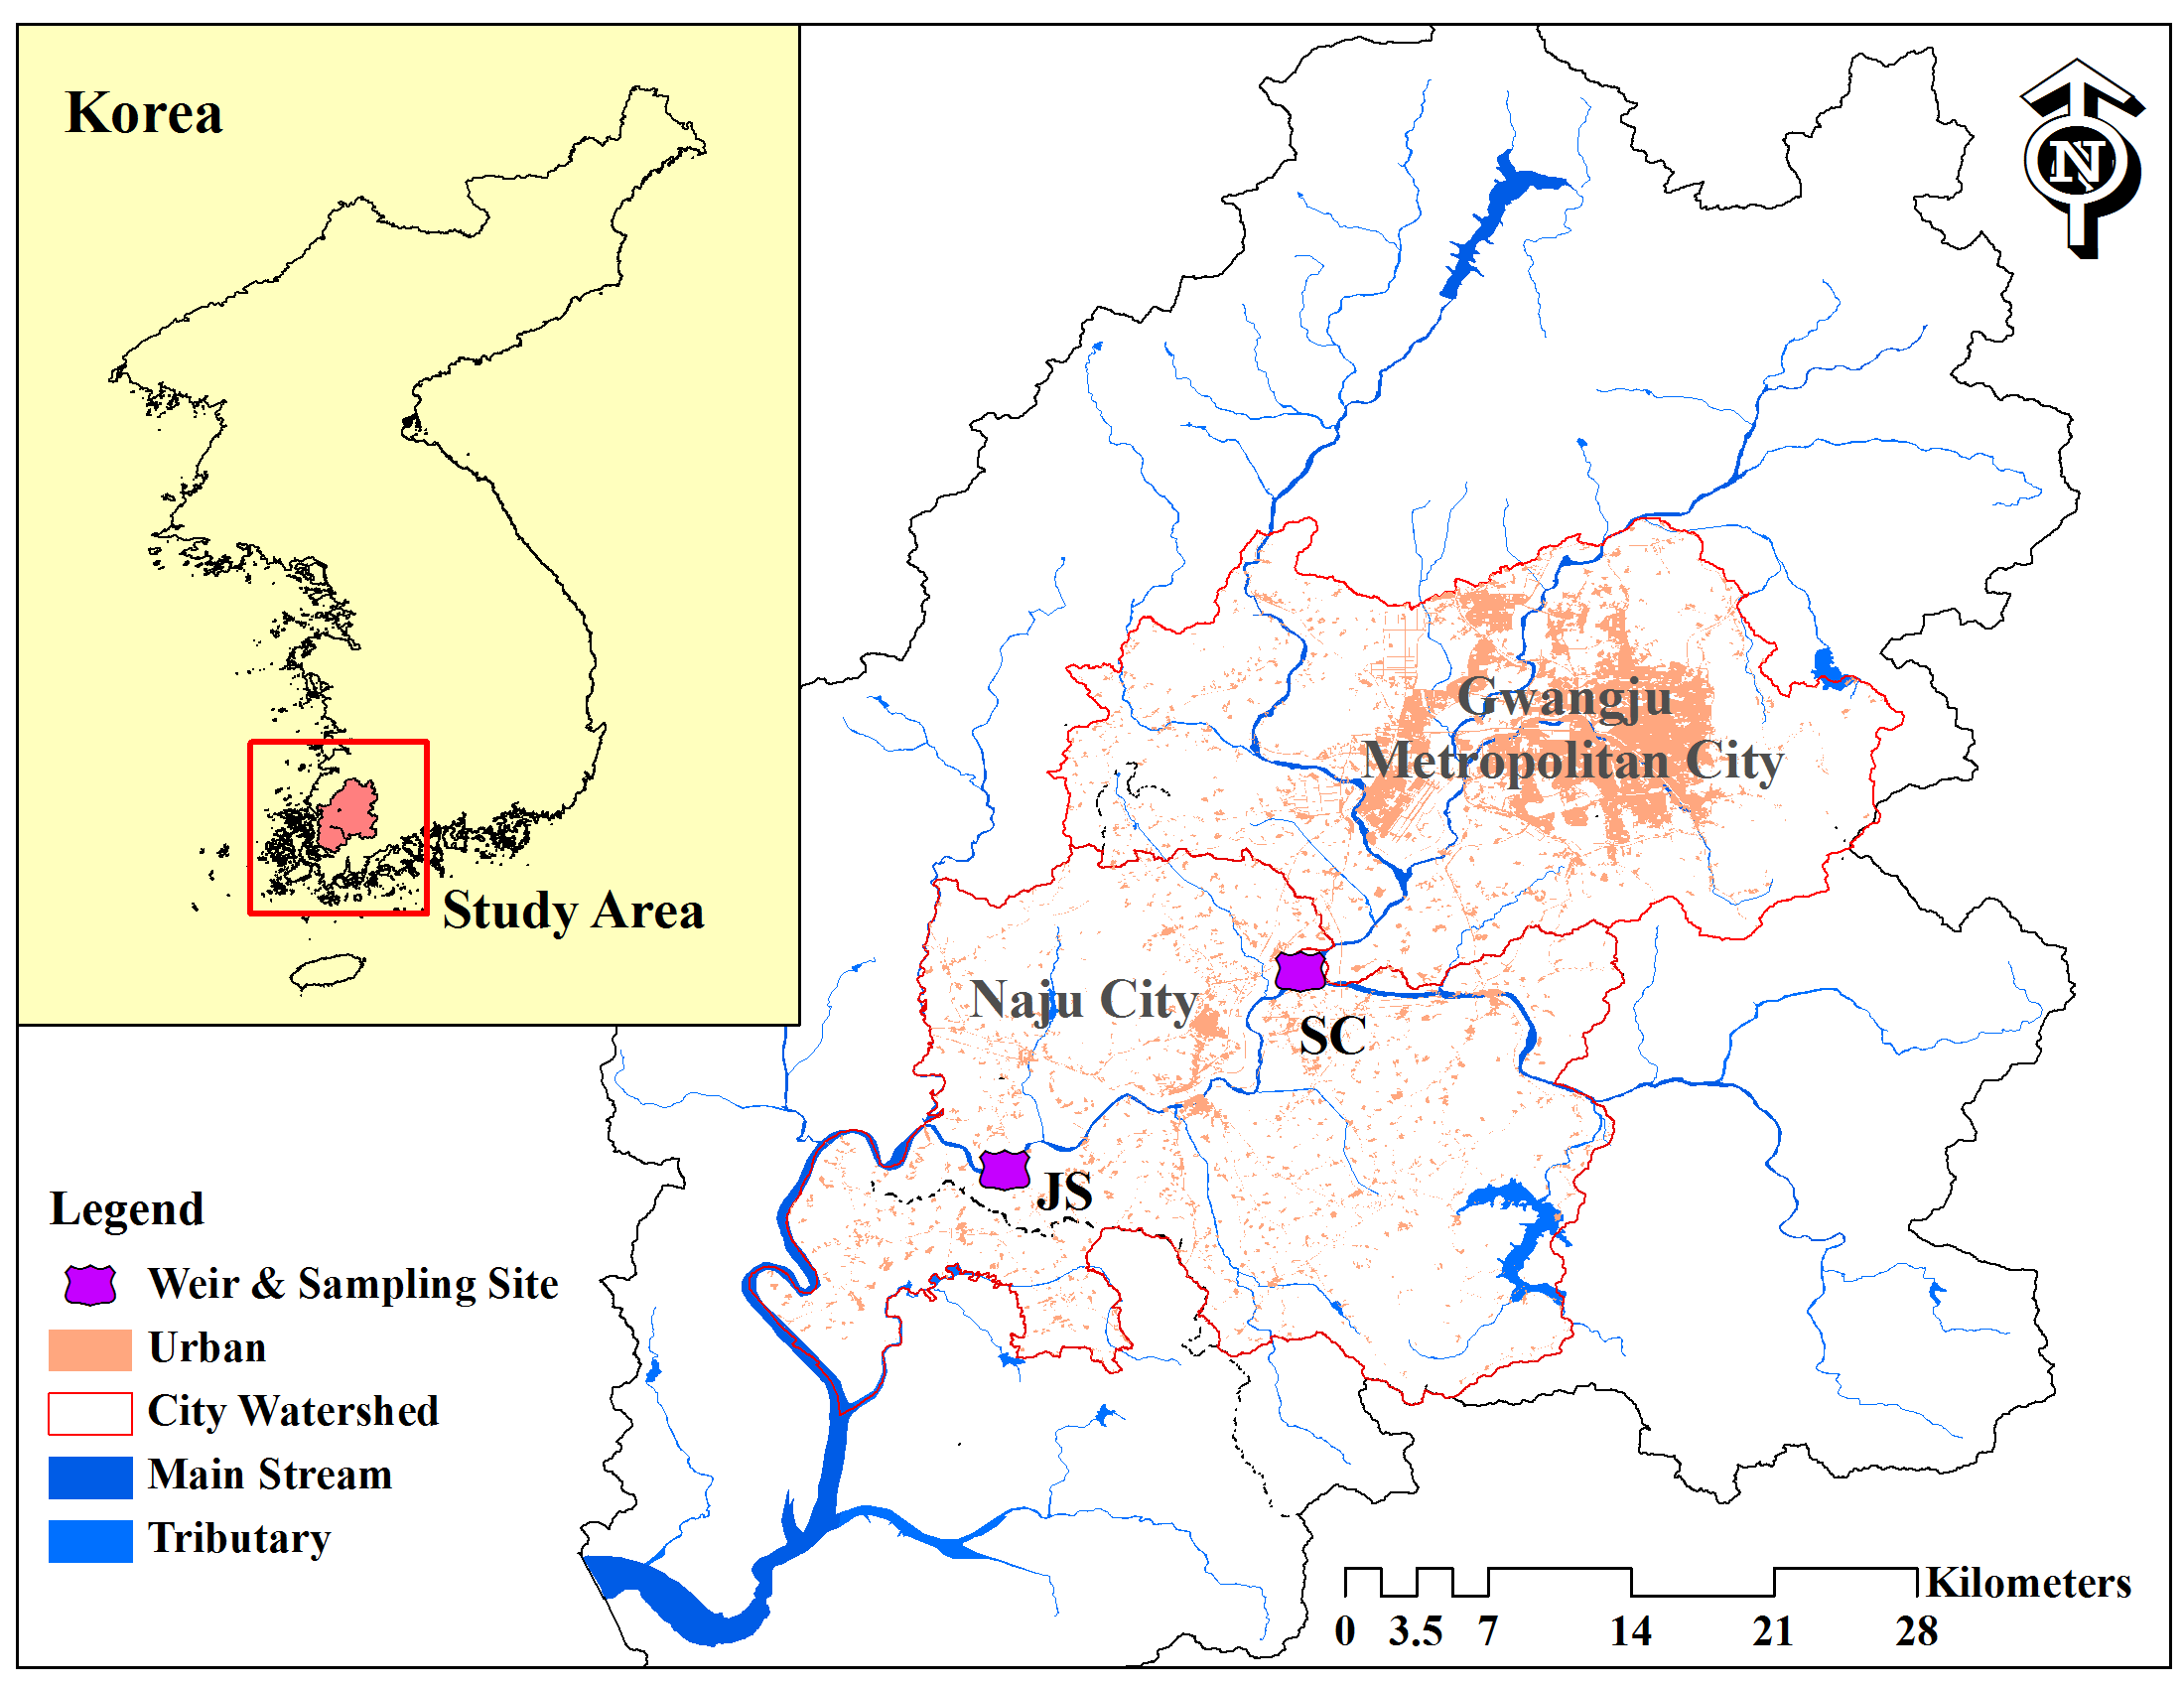 Korea
Study Area
N
Gwangju
Metropolitan City
Naju City
SC
JS
Legend
Weir & Sampling Site
Urban
City Watershed
Main Stream
Tributary
Kilometers
0 3.5 7 14 21 28